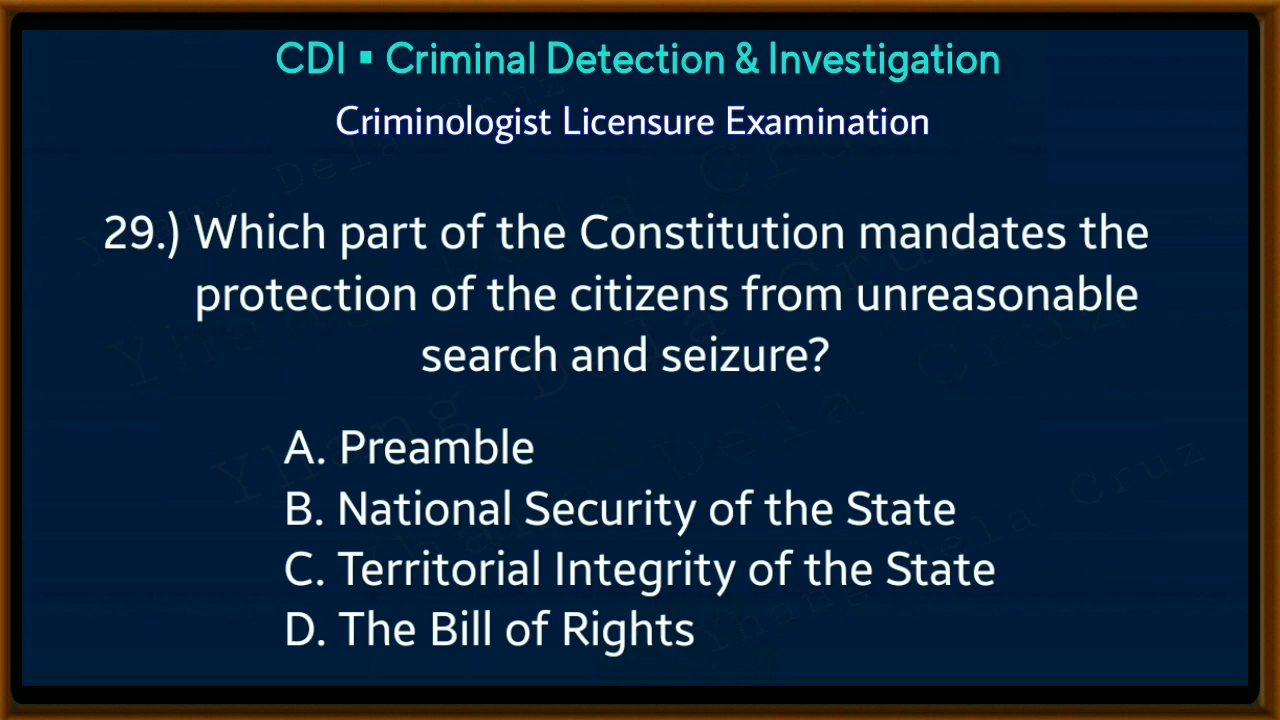 CDI ▪ Criminal Detection & Investigation
Criminologist Licensure Examination
29.) Which part of the Constitution mandates the
protection of the citizens from unreasonable
search and seizure?
A. Preamble
B. National Security of the State
C. Territorial Integrity of the State
D. The Bill of Rights